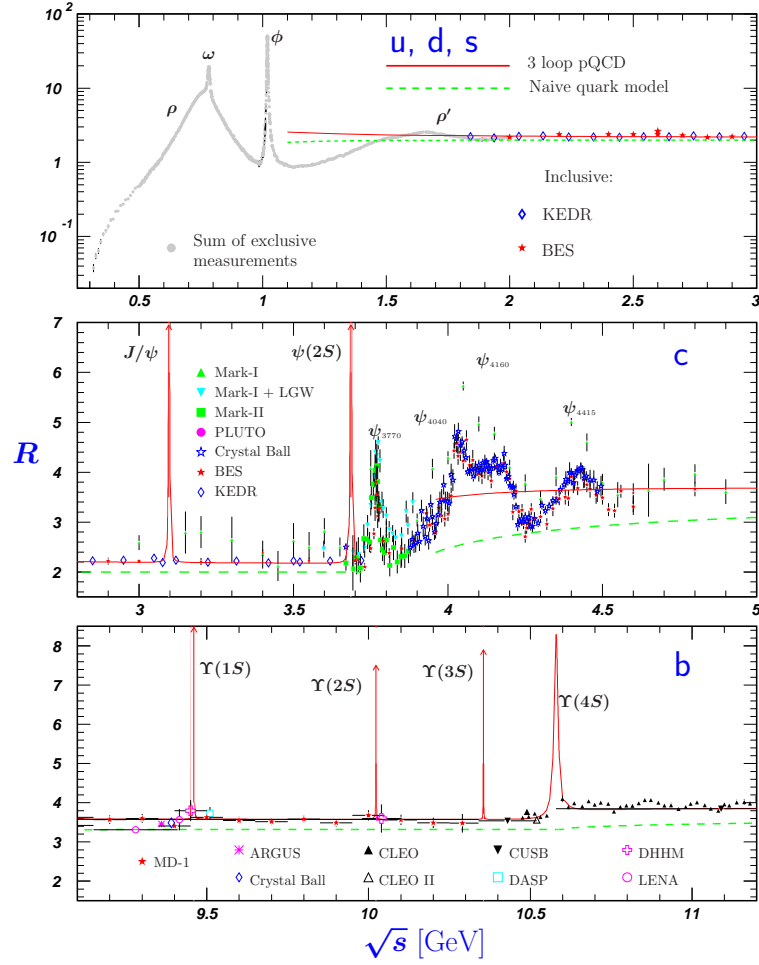 10²
u, d, s
ϕ
ω
3 loop pQCD
10
Naive quark model
ρ
ρ′
1
Inclusive:
KEDR
10⁻¹
Sum of exclusive
measurements
BES
0.5 1 1.5 2 2.5 3
7
J/ψ
ψ(2S)
ψ₄₁₆₀
c
Mark-I
6
Mark-I + LGW
Mark-II
ψ₃₇₇₀
ψ₄₀₄₀
ψ₄₄₁₅
5
PLUTO
Crystal Ball
R
4
BES
KEDR
3
2
3 3.5 4 4.5 5
8
Υ(1S)
Υ(2S)
Υ(3S)
Υ(4S)
b
7
6
5
4
3
MD-1
ARGUS
CLEO
CUSB
DHHM
Crystal Ball
CLEO II
DASP
LENA
2
9.5 10 10.5 11
√s [GeV]